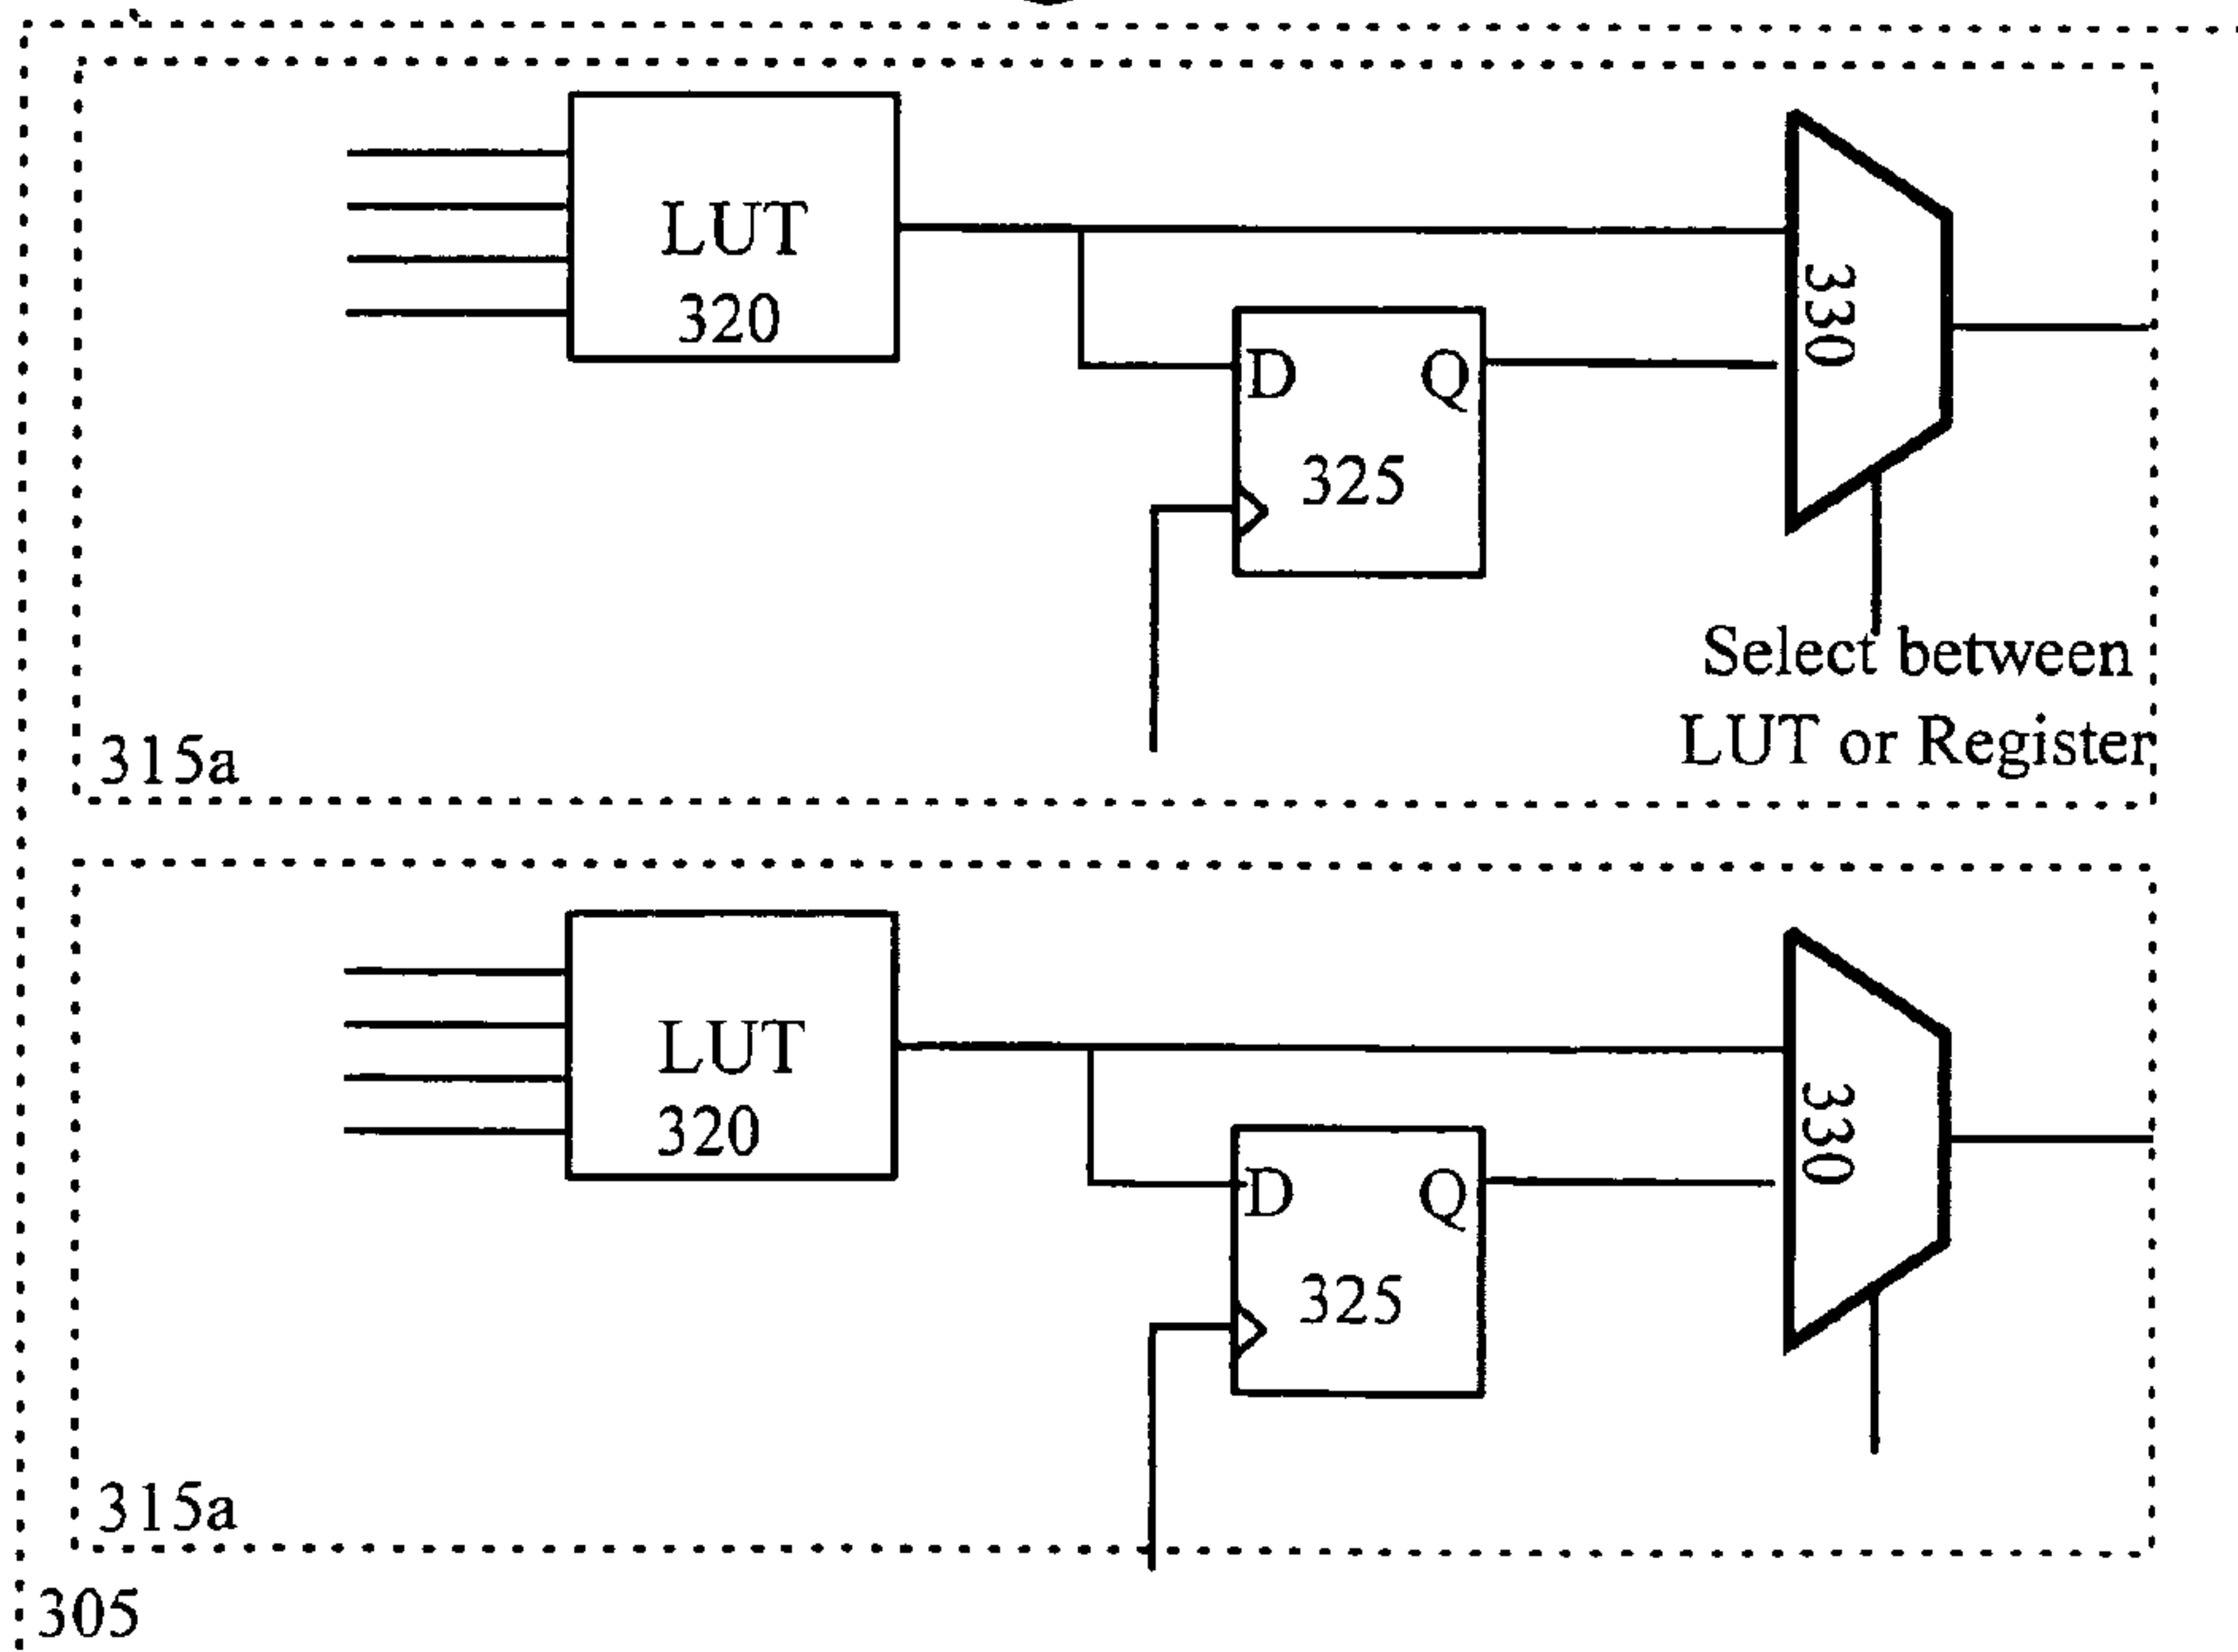 LUT
320
330
D Q
325
Select between
LUT or Register
315a
LUT
320
330
D Q
325
315a
305